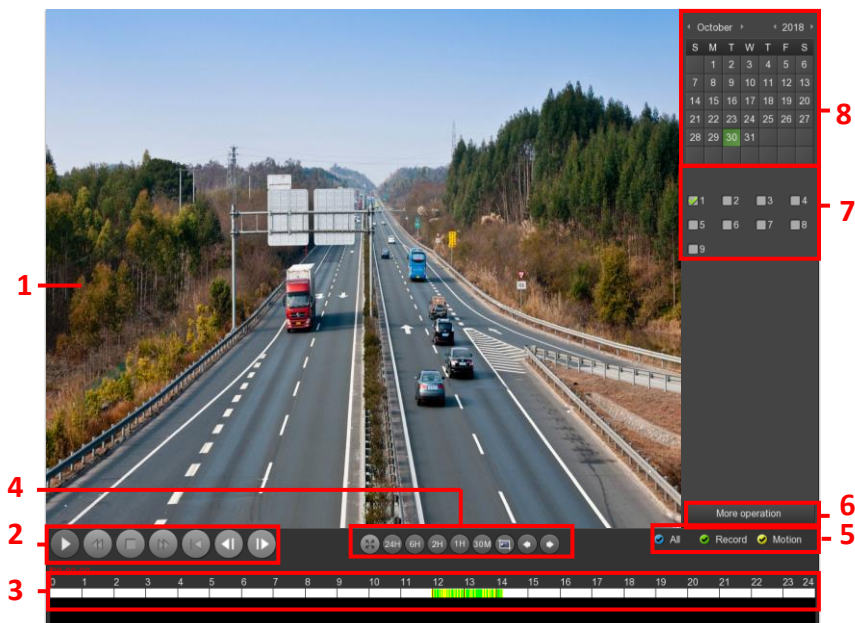 October 2018
S M T W T F S
1 2 3 4 5 6
7 8 9 10 11 12 13
14 15 16 17 18 19 20
21 22 23 24 25 26 27
28 29 30 31
8
1 2 3 4
7
5 6 7 8
9
1
4
More operation
6
2
24H 6H 2H 1H 30M
All Record Motion
5
3
0 1 2 3 4 5 6 7 8 9 10 11 12 13 14 15 16 17 18 19 20 21 22 23 24